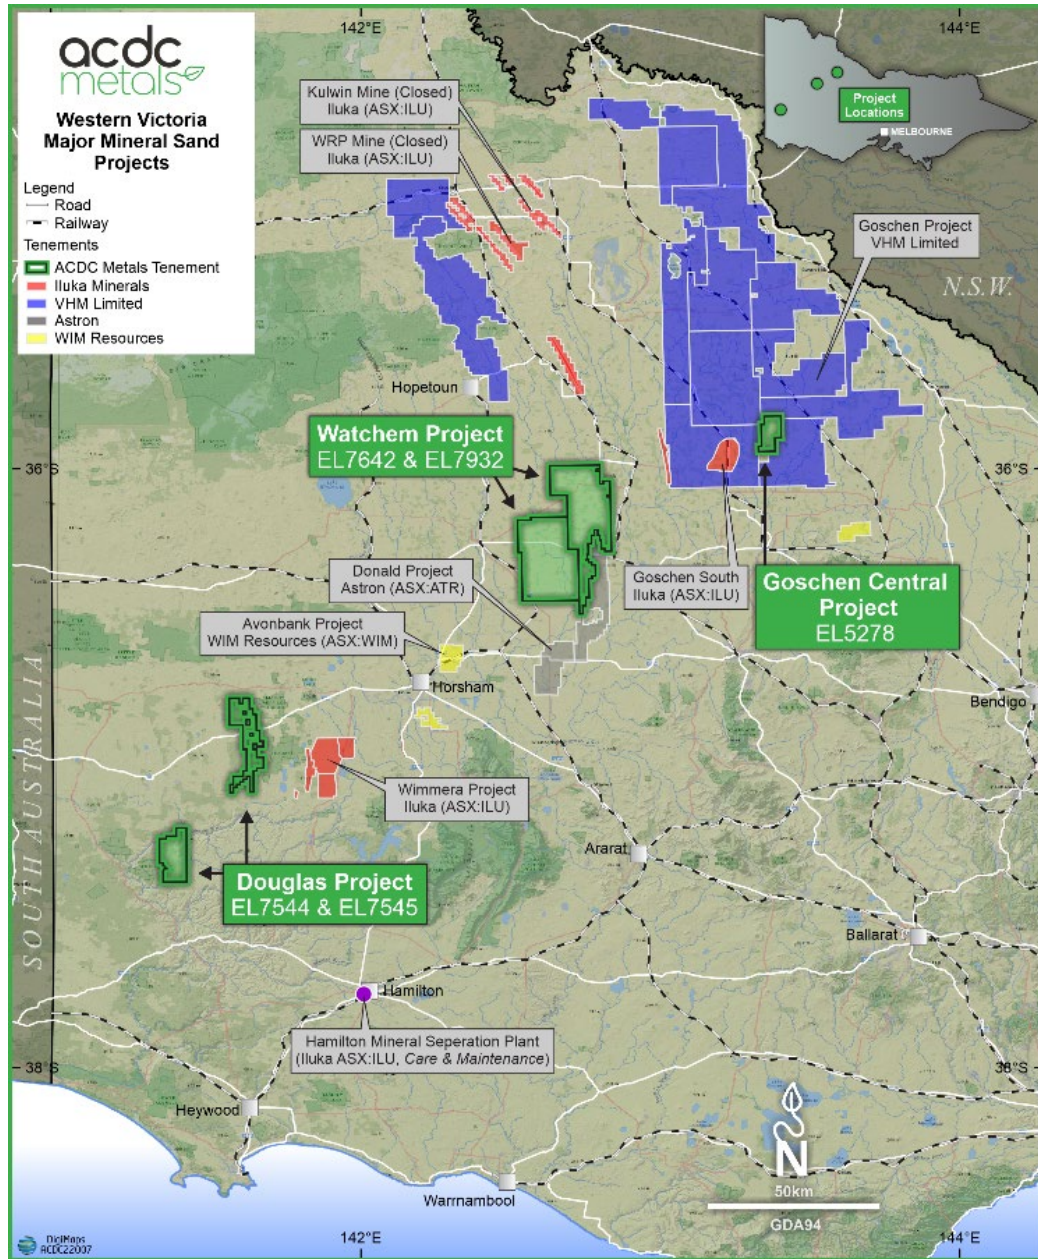 142°E
144°E
acdc
metals
Western Victoria
Major Mineral Sand
Projects
Legend
Road
Railway
Tenements
ACDC Metals Tenement
Iluka Minerals
VHM Limited
Astron
WIM Resources
Kulwin Mine (Closed)
Iluka (ASX:ILU)
WRP Mine (Closed)
Iluka (ASX:ILU)
Project
Locations
MELBOURNE
Goschen Project
VHM Limited
N.S.W.
Hopetoun
Watchem Project
EL7642 & EL7932
36°S
36°S
Donald Project
Astron (ASX:ATR)
Goschen South
Iluka (ASX:ILU)
Goschen Central
Project
EL5278
Avonbank Project
WIM Resources (ASX:WIM)
Horsham
Bendigo
SOUTH AUSTRALIA
Wimmera Project
Iluka (ASX:ILU)
Ararat
Douglas Project
EL7544 & EL7545
Ballarat
Hamilton
Hamilton Mineral Seperation Plant
(Iluka ASX:ILU, Care & Maintenance)
38°S
38°S
Heywood
Warrnambool
N
50km
GDA94
DigiMaps
ACDC22007
142°E
144°E